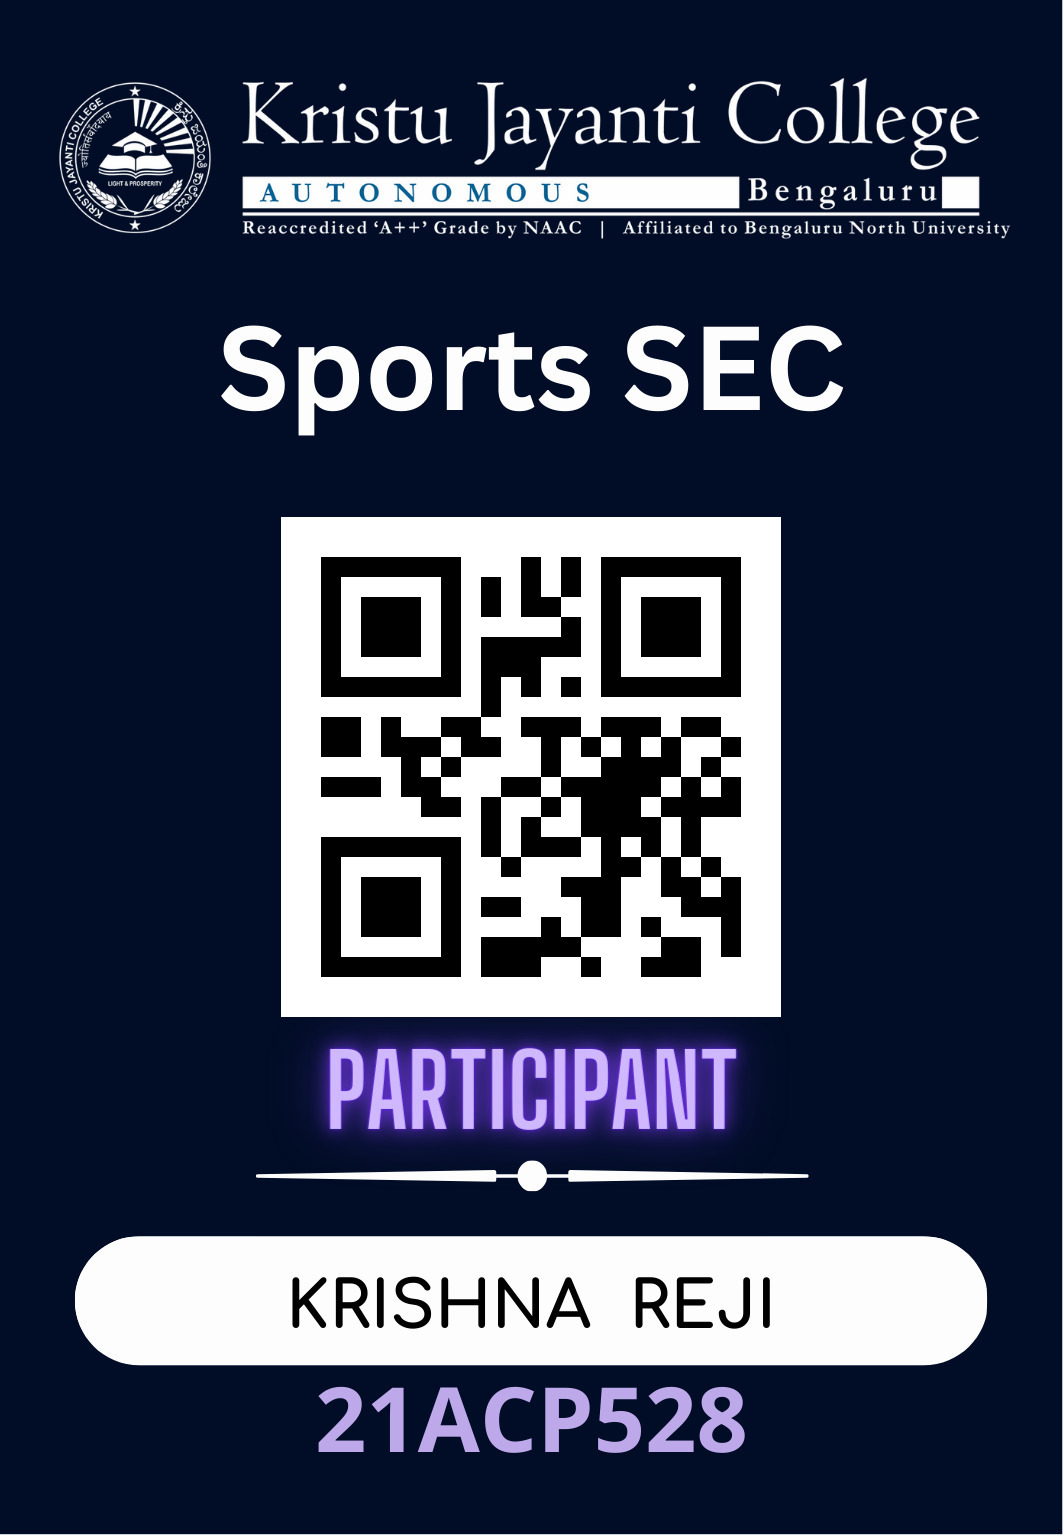 Kristu Jayanti College
AUTONOMOUS Bengaluru
Reaccredited ‘A++’ Grade by NAAC | Affiliated to Bengaluru North University
KRISTU JAYANTI COLLEGE
LIGHT & PROSPERITY
Sports SEC
PARTICIPANT
KRISHNA REJI
21ACP528